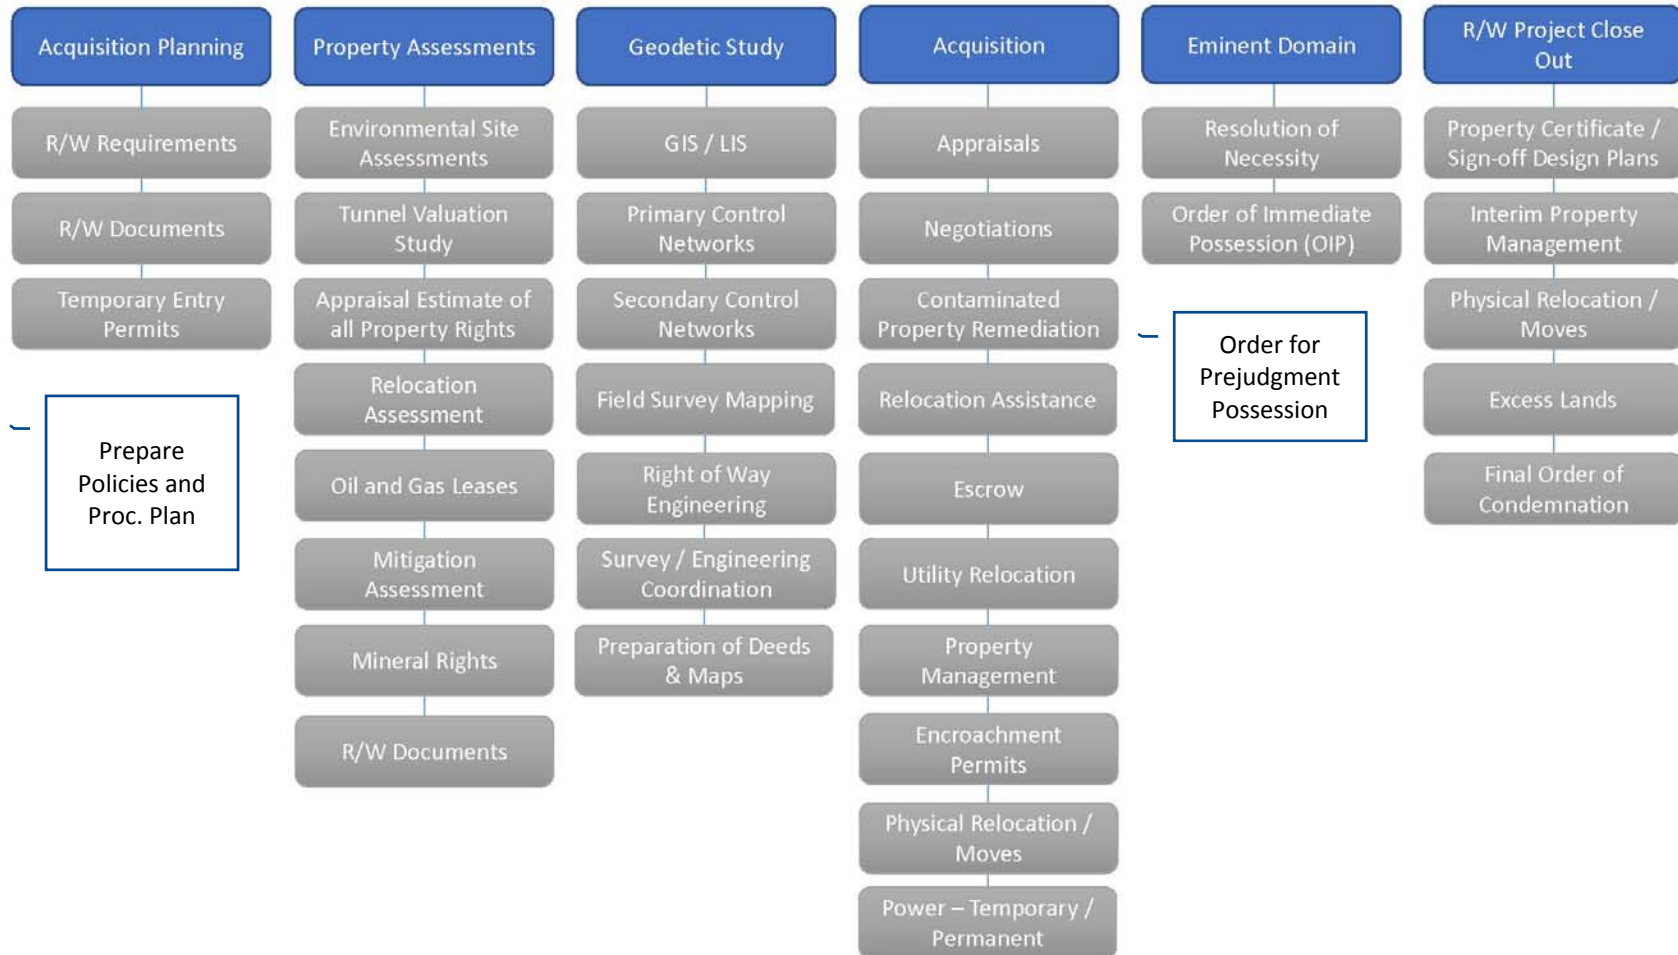 Acquisition Planning
R/W Requirements
R/W Documents
Temporary Entry
Permits
Prepare
Policies and
Proc. Plan
Property Assessments
Environmental Site
Assessments
Tunnel Valuation
Study
Appraisal Estimate of
all Property Rights
Relocation
Assessment
Oil and Gas Leases
Mitigation
Assessment
Mineral Rights
R/W Documents
Geodetic Study
GIS / LIS
Primary Control
Networks
Secondary Control
Networks
Field Survey Mapping
Right of Way
Engineering
Survey / Engineering
Coordination
Preparation of Deeds
& Maps
Acquisition
Appraisals
Negotiations
Contaminated
Property Remediation
Relocation Assistance
Escrow
Utility Relocation
Property
Management
Encroachment
Permits
Physical Relocation /
Moves
Power – Temporary /
Permanent
Eminent Domain
Resolution of
Necessity
Order of Immediate
Possession (OIP)
Order for
Prejudgment
Possession
R/W Project Close
Out
Property Certificate /
Sign-off Design Plans
Interim Property
Management
Physical Relocation /
Moves
Excess Lands
Final Order of
Condemnation